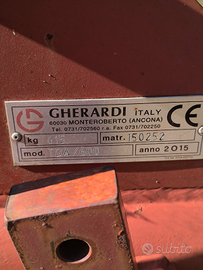 GHERARDI ITALY
60030 MONTEROBERTO (ANCONA)
Tel. 0731/702560 r.a. Fax 0731/702250
CE
kg matr. 150252
mod. anno 2015
subito